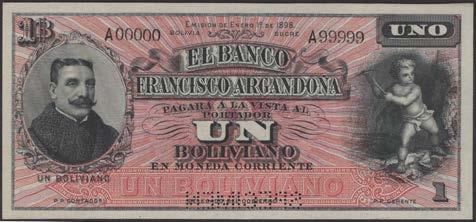 EMISION DE ENERO 1º DE 1898.
1B A00000 BOLIVIA SUCRE A99999 UNO
EL BANCO
FRANCISCO ARGANDOÑA
PAGARÁ A LA VISTA AL
PORTADOR
UN
BOLIVIANO
EN MONEDA CORRIENTE
UN BOLIVIANO
UN BOLIVIANO 1
P.P. CONTADOR P.P. GERENTE